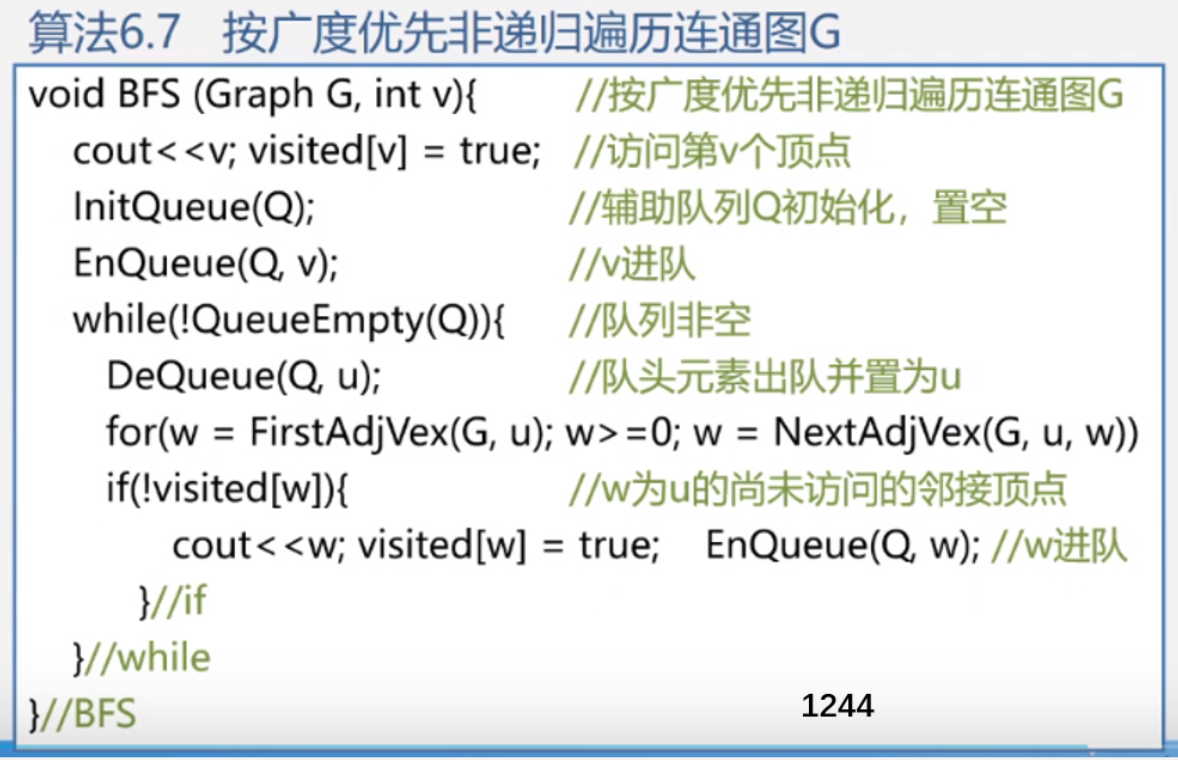 算法6.7 按广度优先非递归遍历连通图G
void BFS (Graph G, int v){ //按广度优先非递归遍历连通图G
cout<<v; visited[v] = true; //访问第v个顶点
InitQueue(Q); //辅助队列Q初始化，置空
EnQueue(Q, v); //v进队
while(!QueueEmpty(Q)){ //队列非空
DeQueue(Q, u); //队头元素出队并置为u
for(w = FirstAdjVex(G, u); w>=0; w = NextAdjVex(G, u, w))
if(!visited[w]){ //w为u的尚未访问的邻接顶点
cout<<w; visited[w] = true; EnQueue(Q, w); //w进队
}//if
}//while
}//BFS
1244